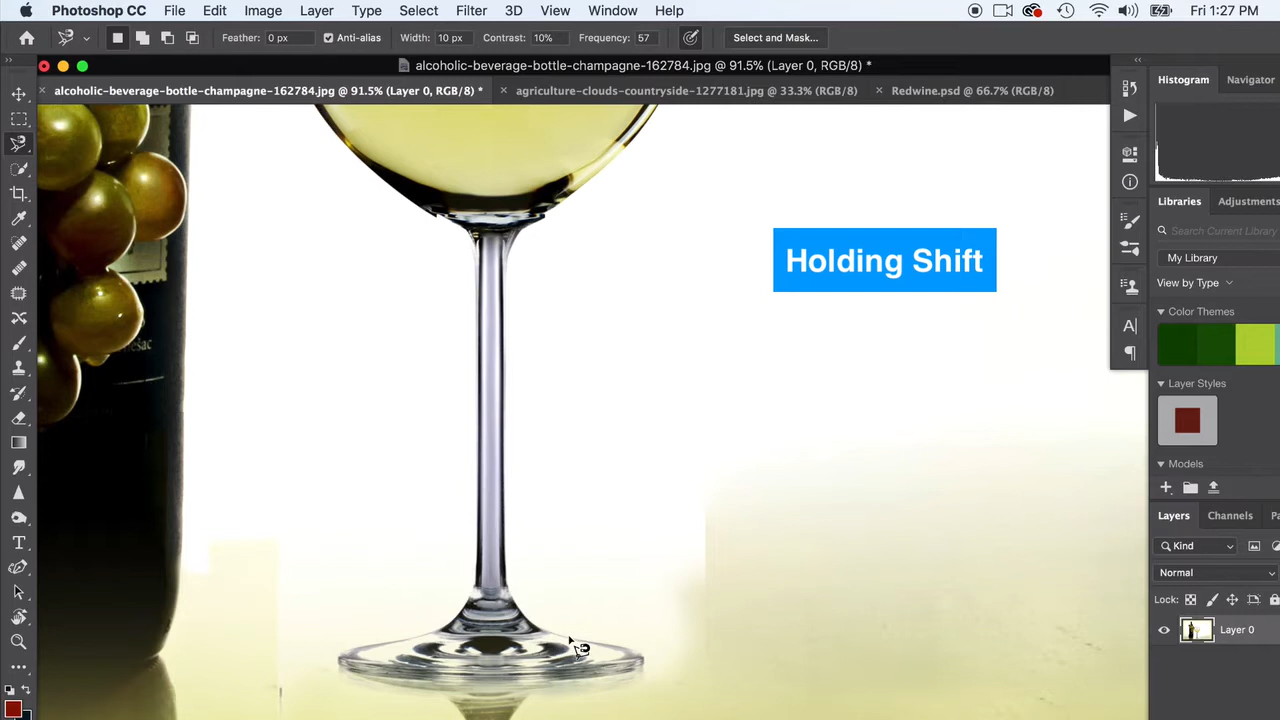 Photoshop CC File Edit Image Layer Type Select Filter 3D View Window Help Fri 1:27 PM
Feather: 0 px Anti-alias Width: 10 px Contrast: 10% Frequency: 57 Select and Mask...
alcoholic-beverage-bottle-champagne-162784.jpg @ 91.5% (Layer 0, RGB/8) *
alcoholic-beverage-bottle-champagne-162784.jpg @ 91.5% (Layer 0, RGB/8) * agriculture-clouds-countryside-1277181.jpg @ 33.3% (RGB/8) Redwine.psd @ 66.7% (RGB/8)
Histogram Navigator
Holding Shift
Libraries Adjustments
Search Current Library
My Library
View by Type
Color Themes
Layer Styles
Models
Layers Channels Pa
Kind
Normal
Lock:
Layer 0